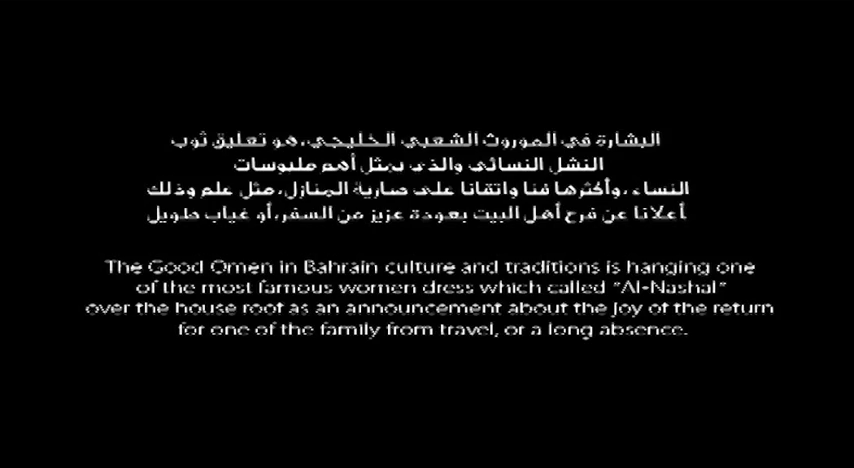 البشارة في الموروث الشعبي الخليجي، هو تعليق ثوب
النشل النسائي والذي يمثل أهم ملبوسات
النساء، وأكثرها فنا واتقانا على صارية المنازل، مثل علم وذلك
أعلانا عن فرح أهل البيت بعودة عزيز من السفر، أو غياب طويل
The Good Omen in Bahrain culture and traditions is hanging one
of the most famous women dress which called "Al-Nashal"
over the house roof as an announcement about the joy of the return
for one of the family from travel, or a long absence.